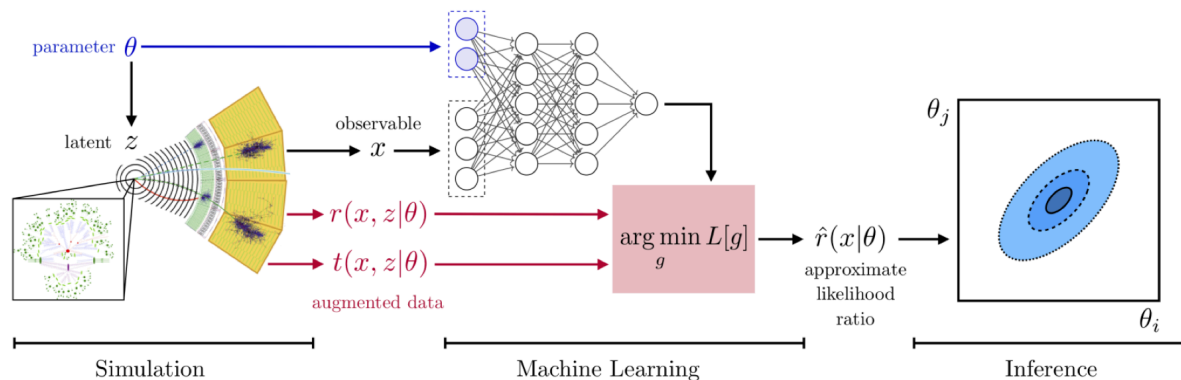 parameter θ
latent z
observable
x
r(x, z|θ)
t(x, z|θ)
augmented data
arg min L[g]
g
r̂(x|θ)
approximate
likelihood
ratio
θj
θi
Simulation
Machine Learning
Inference